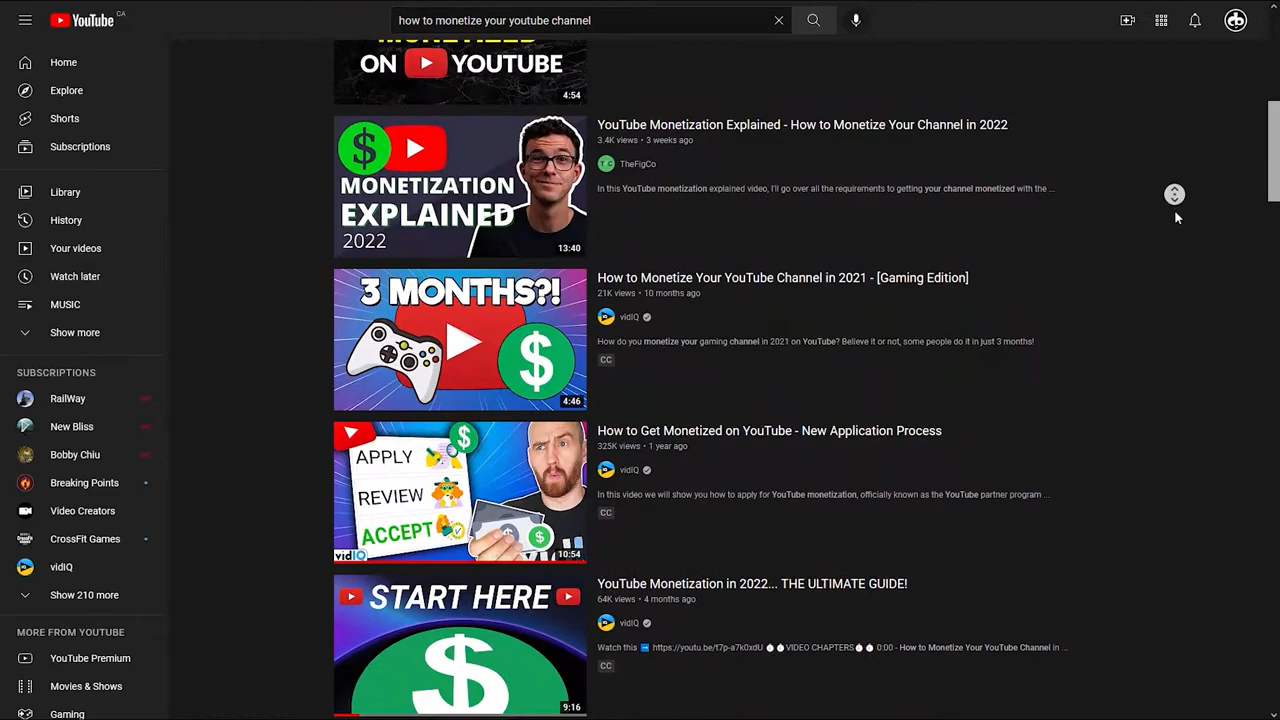 YouTube CA
how to monetize your youtube channel
Home
Explore
Shorts
Subscriptions
Library
History
Your videos
Watch later
MUSIC
Show more
SUBSCRIPTIONS
RailWay
New Bliss
Bobby Chiu
Breaking Points
Video Creators
CrossFit Games
vidIQ
Show 210 more
MORE FROM YOUTUBE
YouTube Premium
Movies & Shows
Gaming
MONETIZED
ON YOUTUBE
4:54
$
MONETIZATION
EXPLAINED
2022
13:40
YouTube Monetization Explained - How to Monetize Your Channel in 2022
3.4K views • 3 weeks ago
T C TheFigCo
In this YouTube monetization explained video, I'll go over all the requirements to getting your channel monetized with the ...
3 MONTHS?!
$
4:46
How to Monetize Your YouTube Channel in 2021 - [Gaming Edition]
21K views • 10 months ago
vidIQ
How do you monetize your gaming channel in 2021 on YouTube? Believe it or not, some people do it in just 3 months!
CC
$
APPLY
REVIEW
ACCEPT
$ $
vidIQ
10:54
How to Get Monetized on YouTube - New Application Process
325K views • 1 year ago
vidIQ
In this video we will show you how to apply for YouTube monetization, officially known as the YouTube partner program ...
CC
START HERE
$
9:16
YouTube Monetization in 2022... THE ULTIMATE GUIDE!
64K views • 4 months ago
vidIQ
Watch this ➡️ https://youtu.be/t7p-a7k0xdU 💍💍VIDEO CHAPTERS💍💍 0:00 - How to Monetize Your YouTube Channel in ...
CC